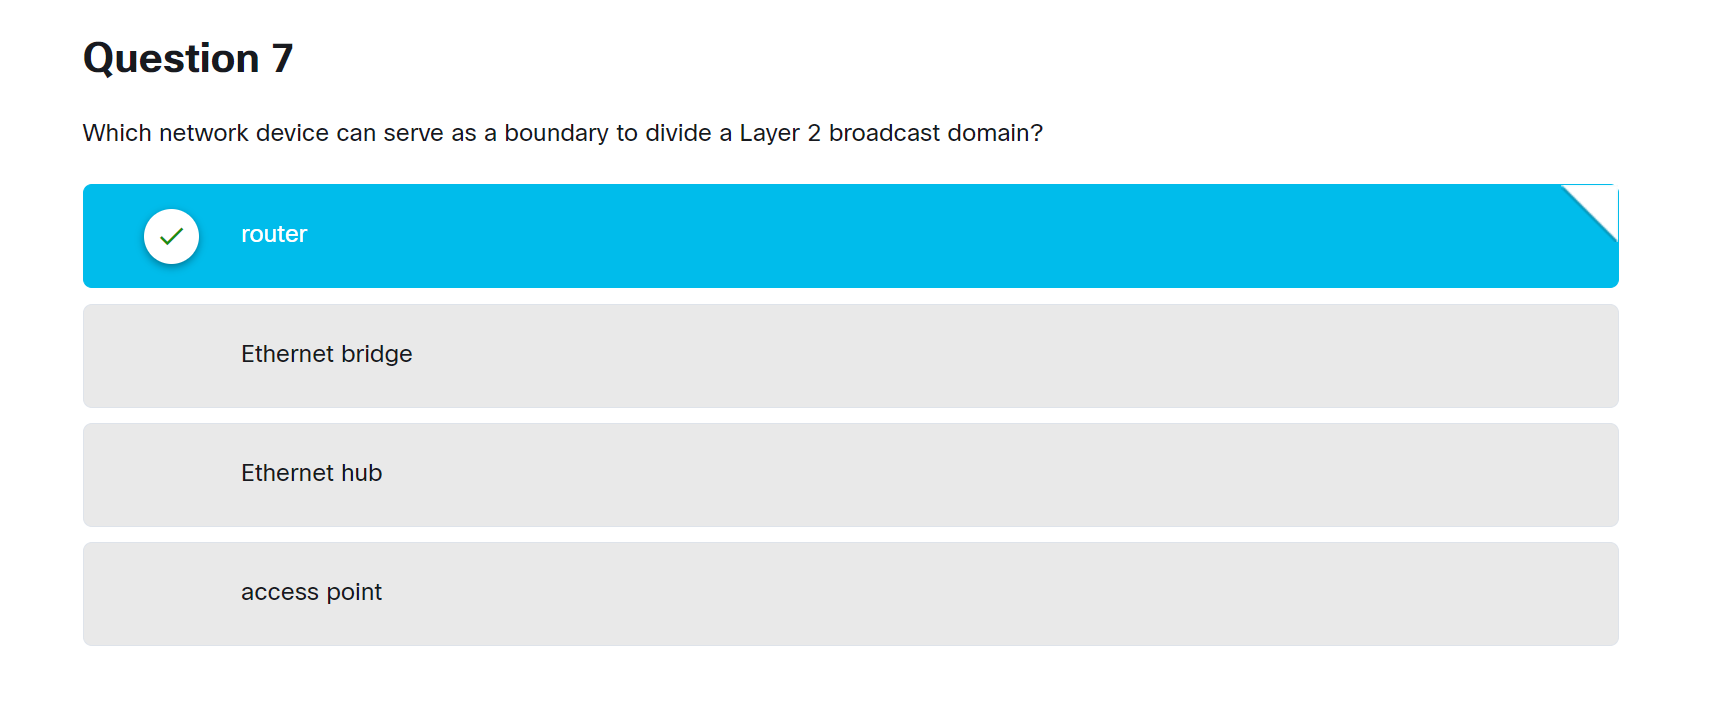 Question 7
Which network device can serve as a boundary to divide a Layer 2 broadcast domain?
router
Ethernet bridge
Ethernet hub
access point